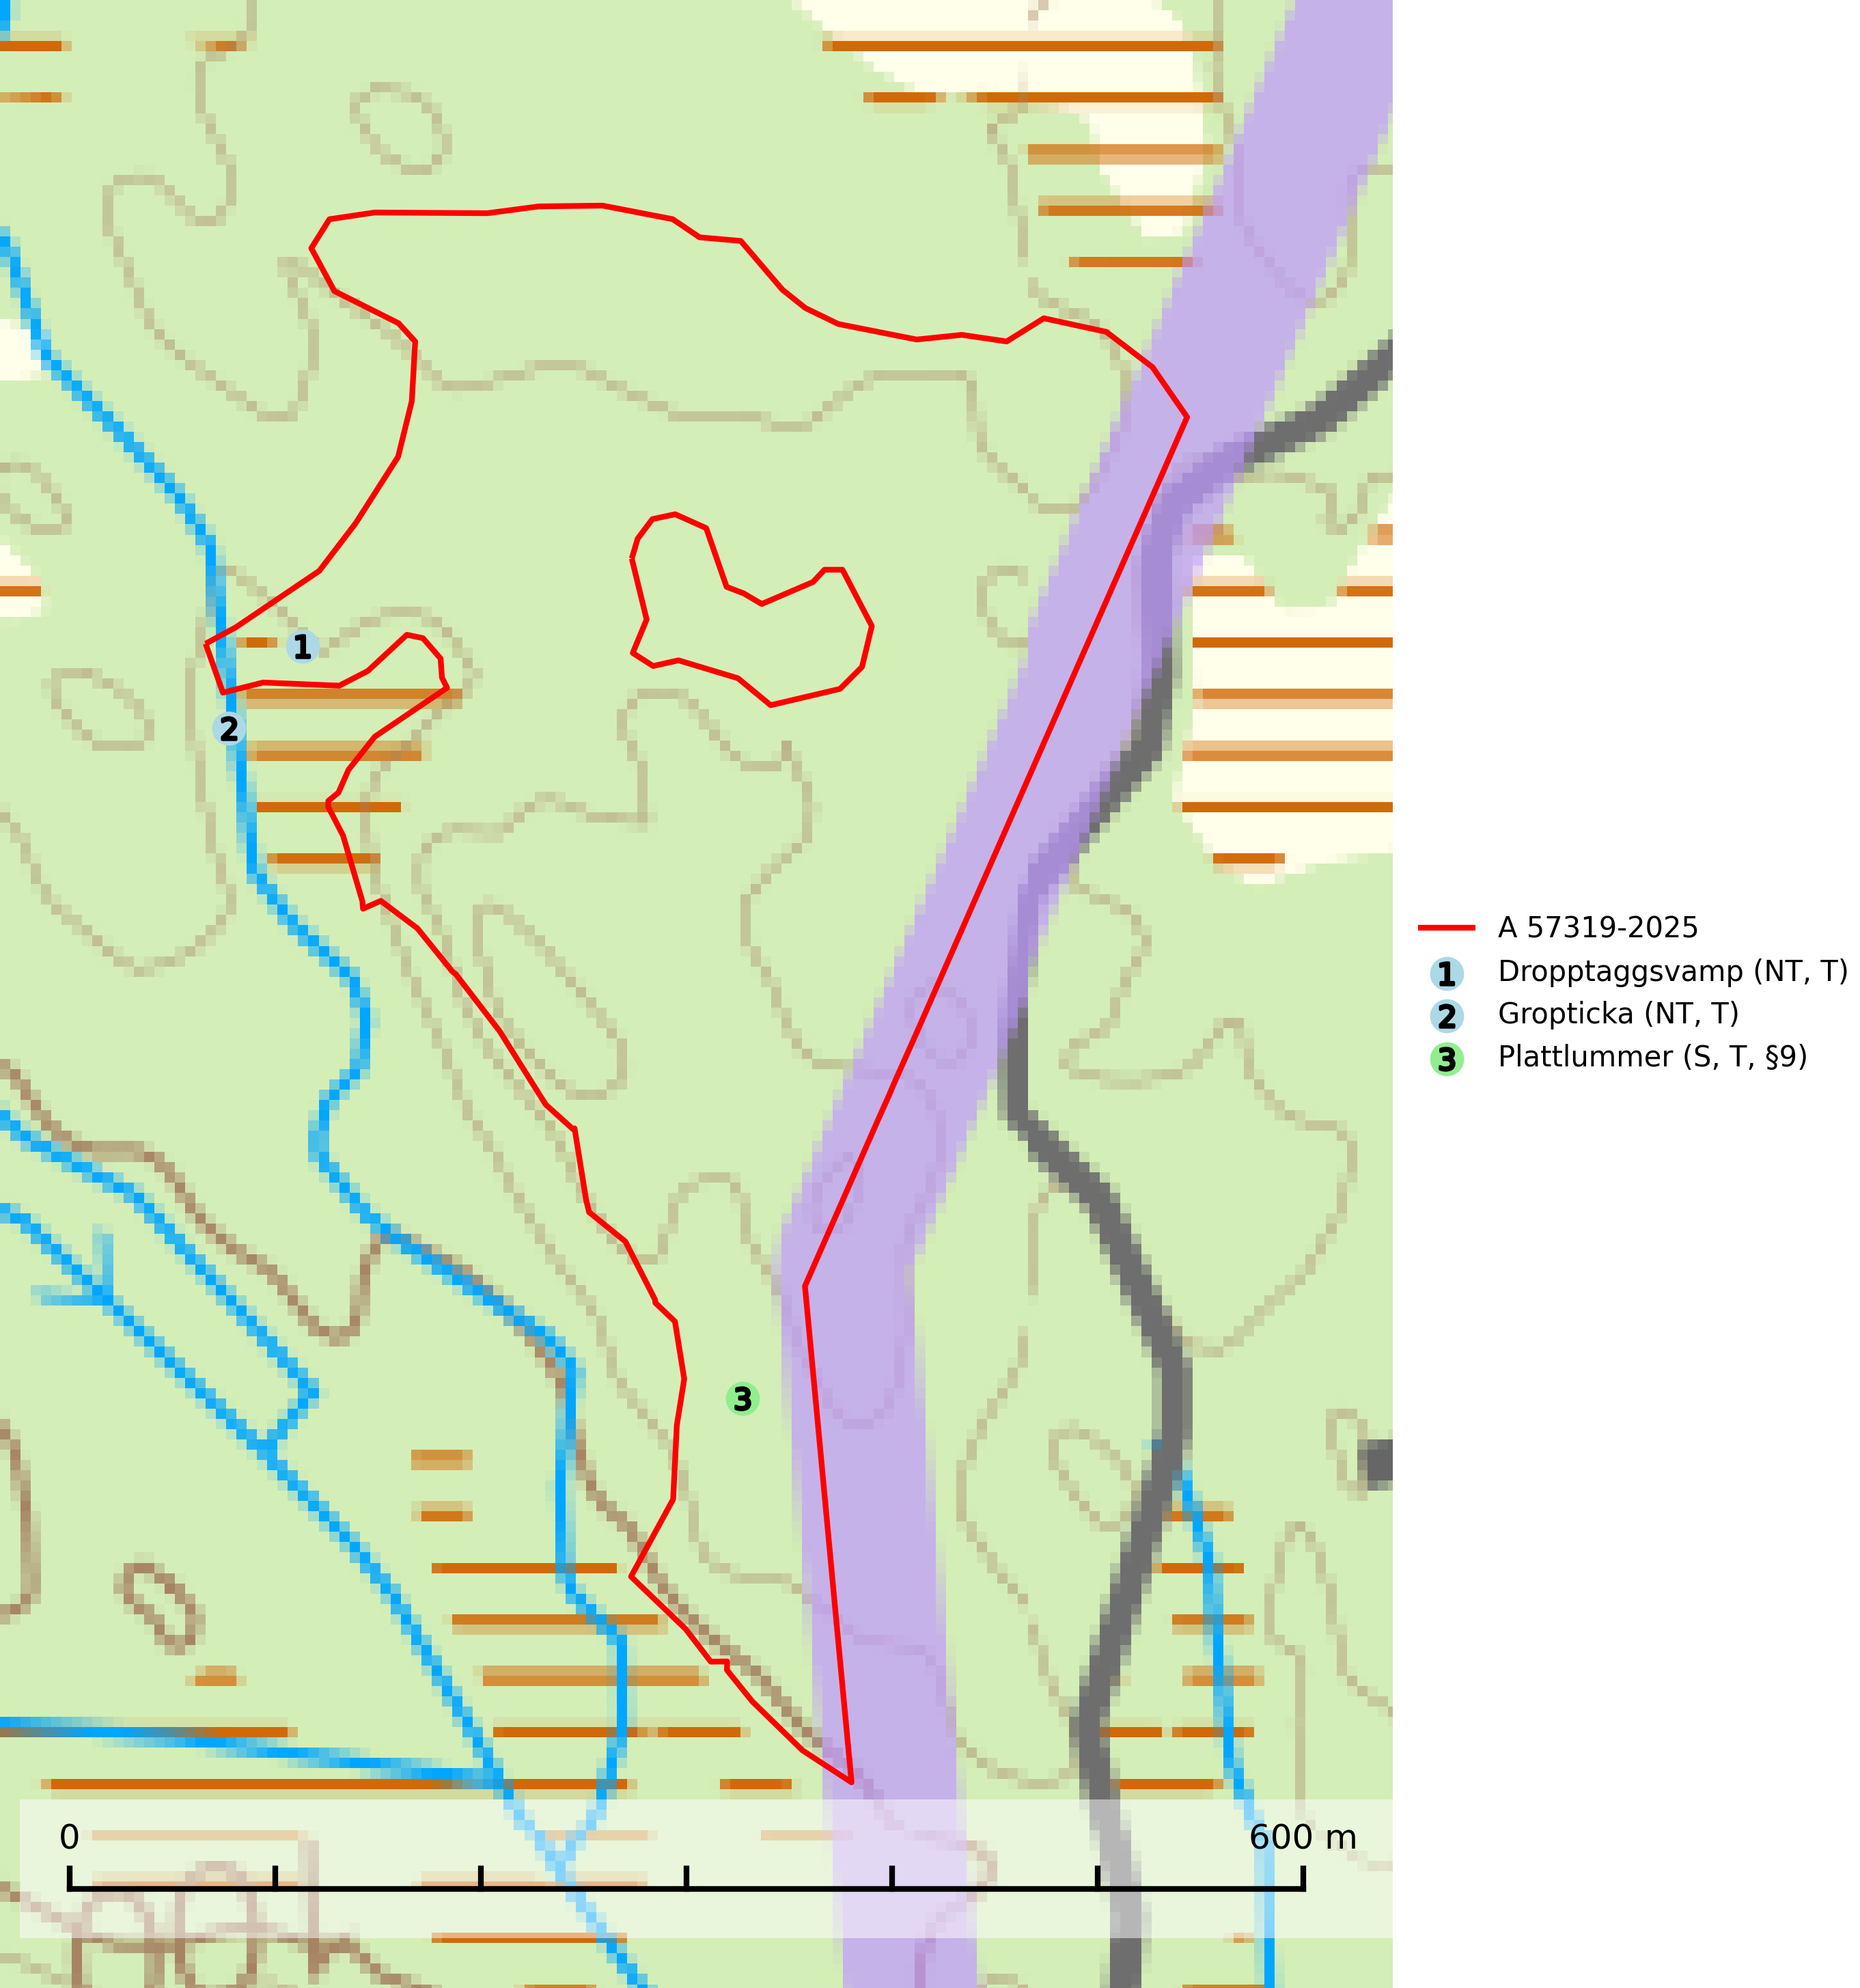 1
2
3
0
600 m
A 57319-2025
1 Dropptaggsvamp (NT, T)
2 Gropticka (NT, T)
3 Plattlummer (S, T, §9)